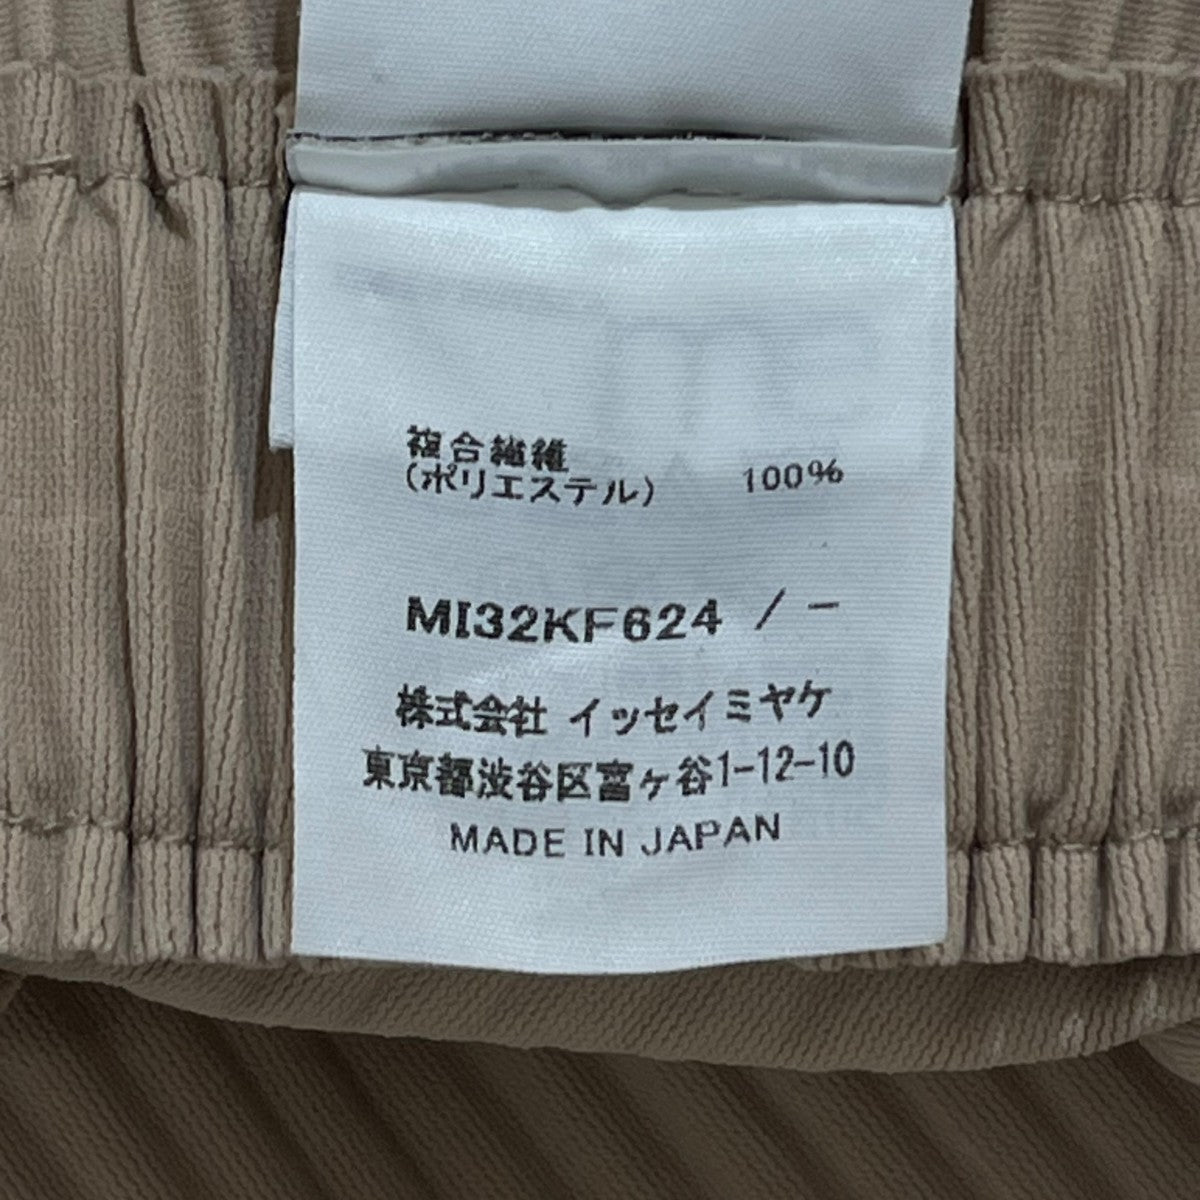 複合繊維
(ポリエステル) 100%
MI32KF624 / −
株式会社 イッセイミヤケ
東京都渋谷区富ヶ谷1-12-10
MADE IN JAPAN